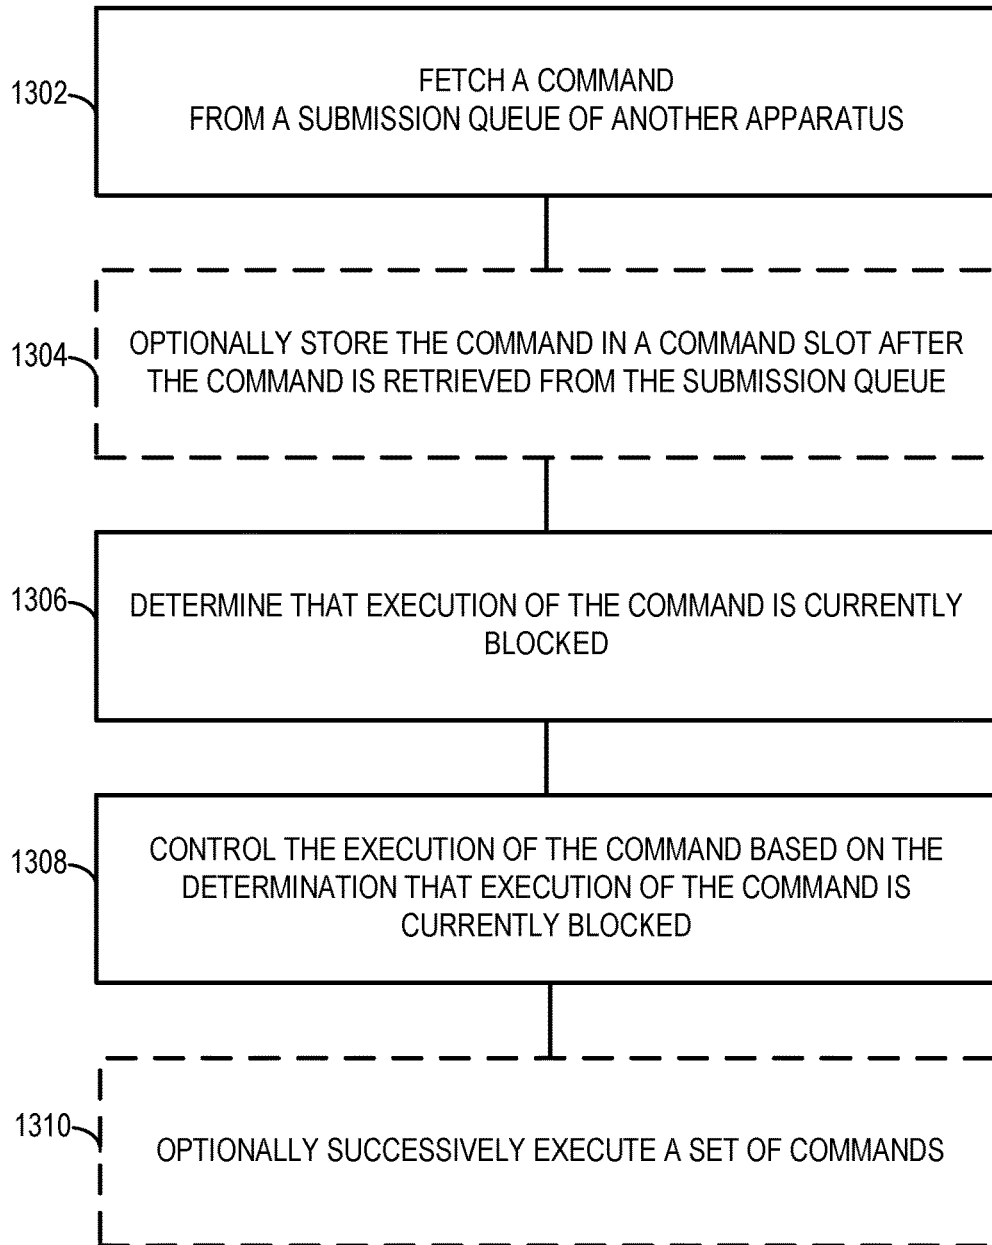 1302
FETCH A COMMAND
FROM A SUBMISSION QUEUE OF ANOTHER APPARATUS
1304
OPTIONALLY STORE THE COMMAND IN A COMMAND SLOT AFTER
THE COMMAND IS RETRIEVED FROM THE SUBMISSION QUEUE
1306
DETERMINE THAT EXECUTION OF THE COMMAND IS CURRENTLY
BLOCKED
1308
CONTROL THE EXECUTION OF THE COMMAND BASED ON THE
DETERMINATION THAT EXECUTION OF THE COMMAND IS
CURRENTLY BLOCKED
1310
OPTIONALLY SUCCESSIVELY EXECUTE A SET OF COMMANDS